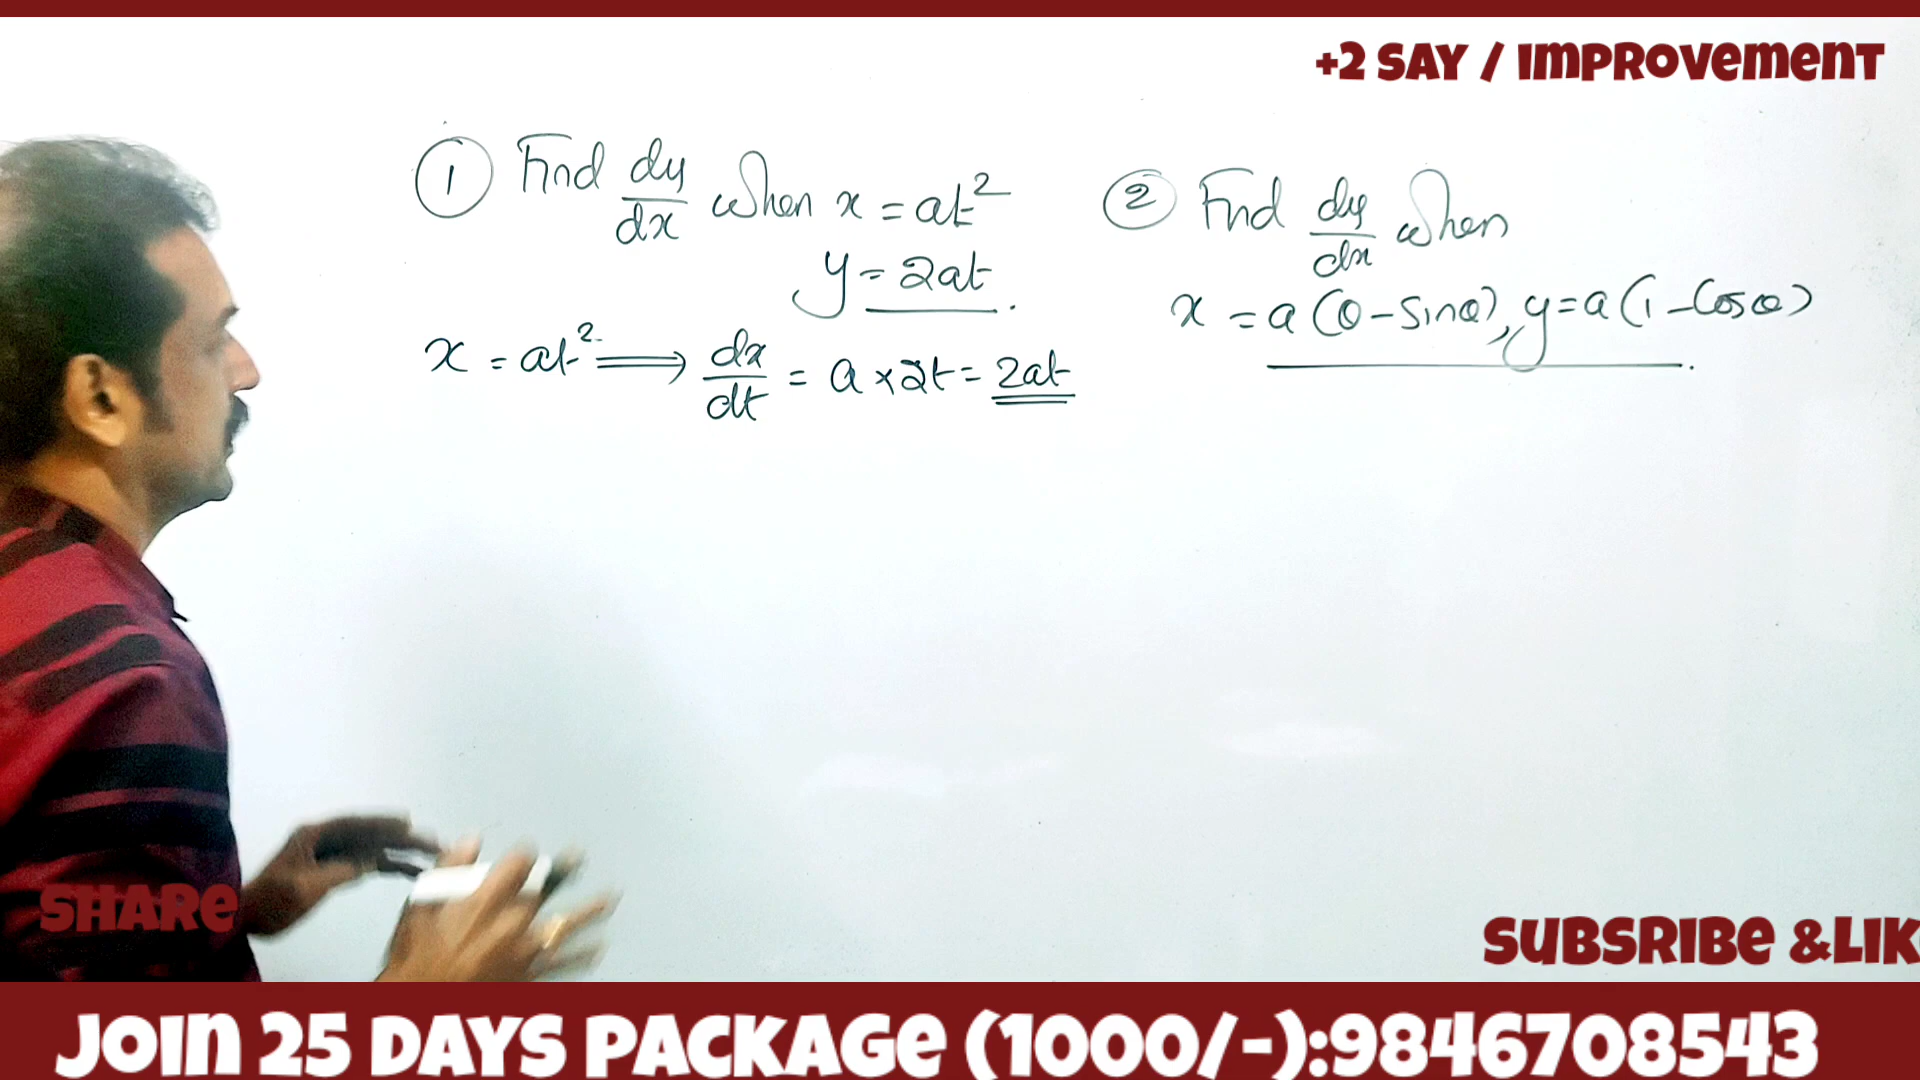 +2 SAY / IMPROVEMENT
① Find dy/dx when x = at²
y = 2at.
x = at² ⟹ dx/dt = a × 2t = 2at
② Find dy/dx when
x = a(θ – sinθ), y = a(1 – cosθ).
SHARE
SUBSRIBE &LIK
JOIN 25 DAYS PACKAGE (1000/-):9846708543